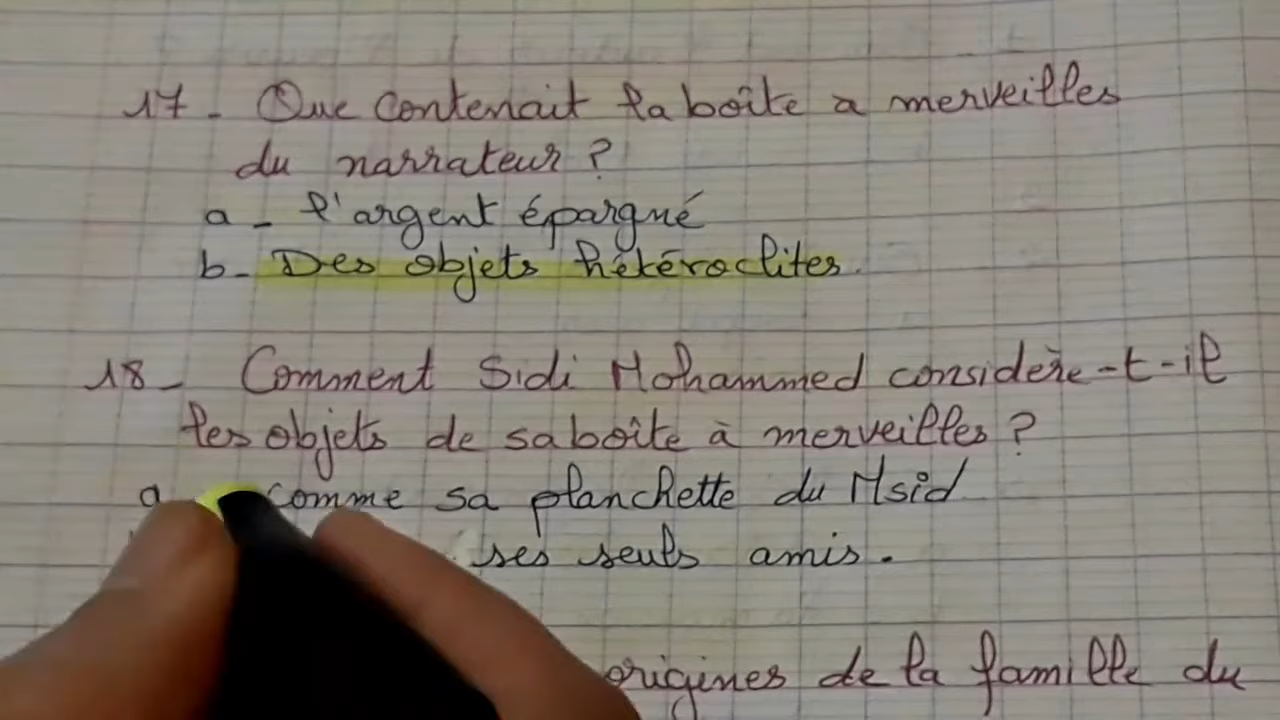 17 - Que contenait la boîte a merveilles
du narrateur ?
a - l'argent épargné
b - Des objets hétéroclites.
18 - Comment Sidi Mohammed considère-t-il
les objets de sa boîte à merveilles ?
a comme sa planchette du Msid
ses seuls amis.
origines de la famille du